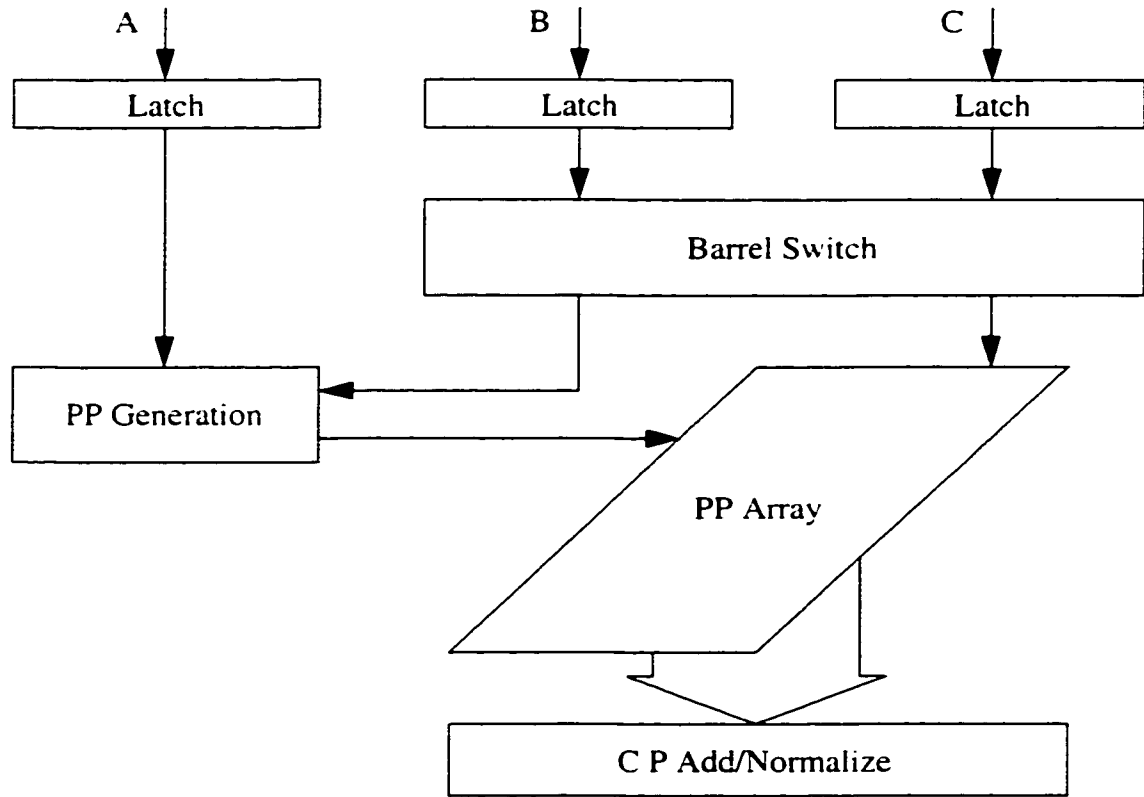 A
B
C
Latch
Latch
Latch
Barrel Switch
PP Generation
PP Array
C P Add/Normalize